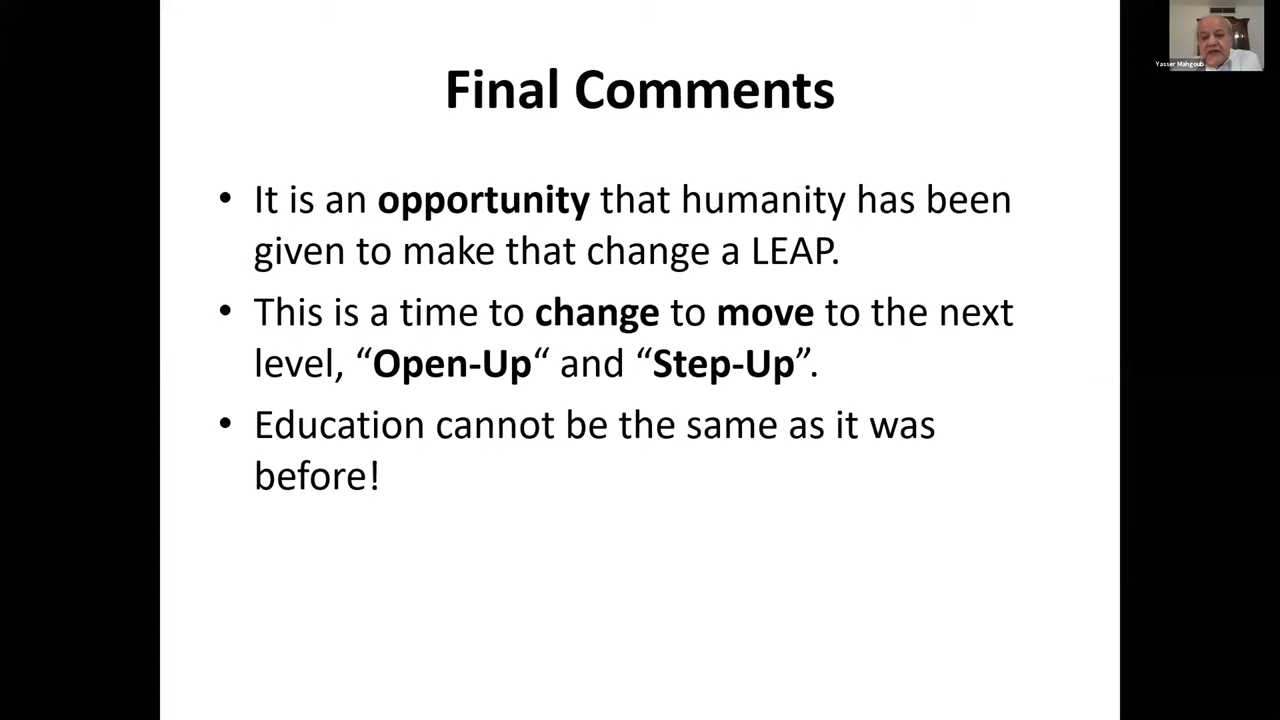 Final Comments
• It is an opportunity that humanity has been
given to make that change a LEAP.
• This is a time to change to move to the next
level, “Open-Up“ and “Step-Up”.
• Education cannot be the same as it was
before!
Yasser Mahgoub